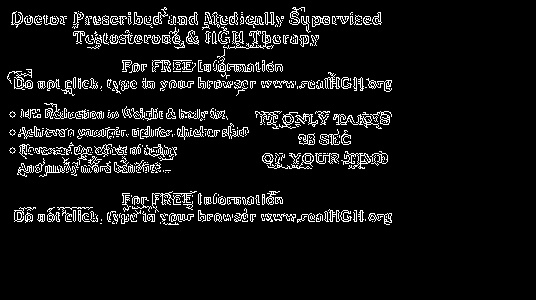 Doctor Prescribed and Medically Supervised
Testosterone & HGH Therapy
For FREE Information
Do not click, type in your browser www.realHGH.org
Reduction in Weight & Body
Achieve a younger, tighter, thicker skin
Reverse the effect of aging
And many more benefits...
IT ONLY TAKES
25 SEC
OF YOUR TIME
For FREE Information
Do not click, type in your browser www.realHGH.org